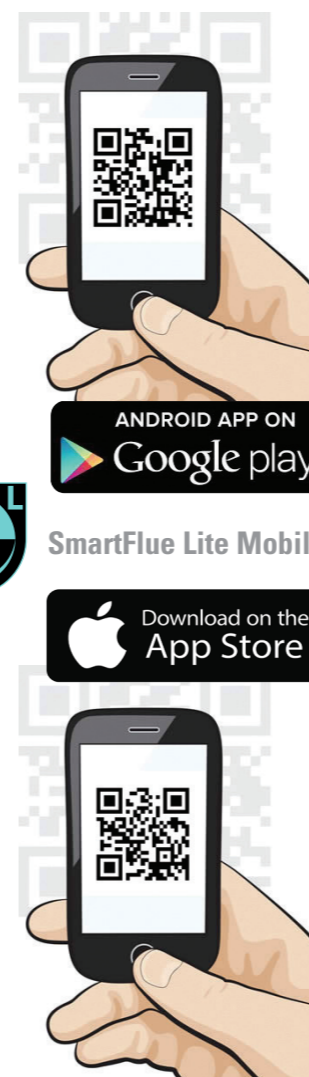 ANDROID APP ON
Google play
L
SmartFlue Lite Mobil
Download on the
App Store